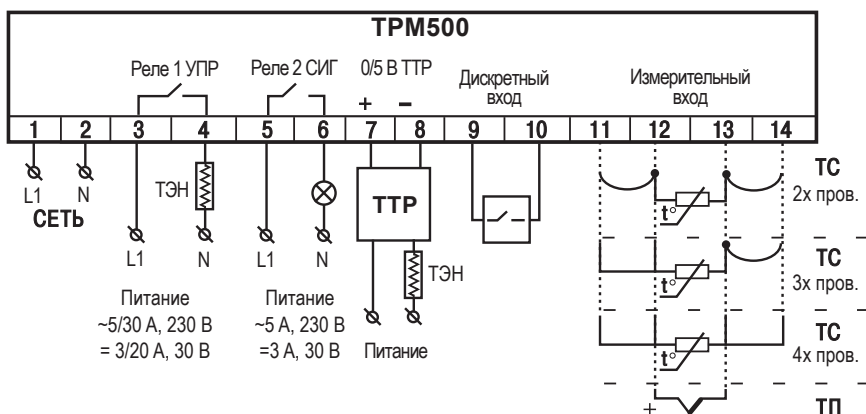 ТРМ500
Реле 1 УПР Реле 2 СИГ 0/5 В ТТР Дискретный вход Измерительный вход
+ −
1 2 3 4 5 6 7 8 9 10 11 12 13 14
L1 N
СЕТЬ
ТЭН
L1 N
Питание
~5/30 А, 230 В
= 3/20 А, 30 В
L1 N
Питание
~5 А, 230 В
=3 А, 30 В
ТТР
ТЭН
Питание
t°
ТС
2х пров.
t°
ТС
3х пров.
t°
ТС
4х пров.
+
ТП